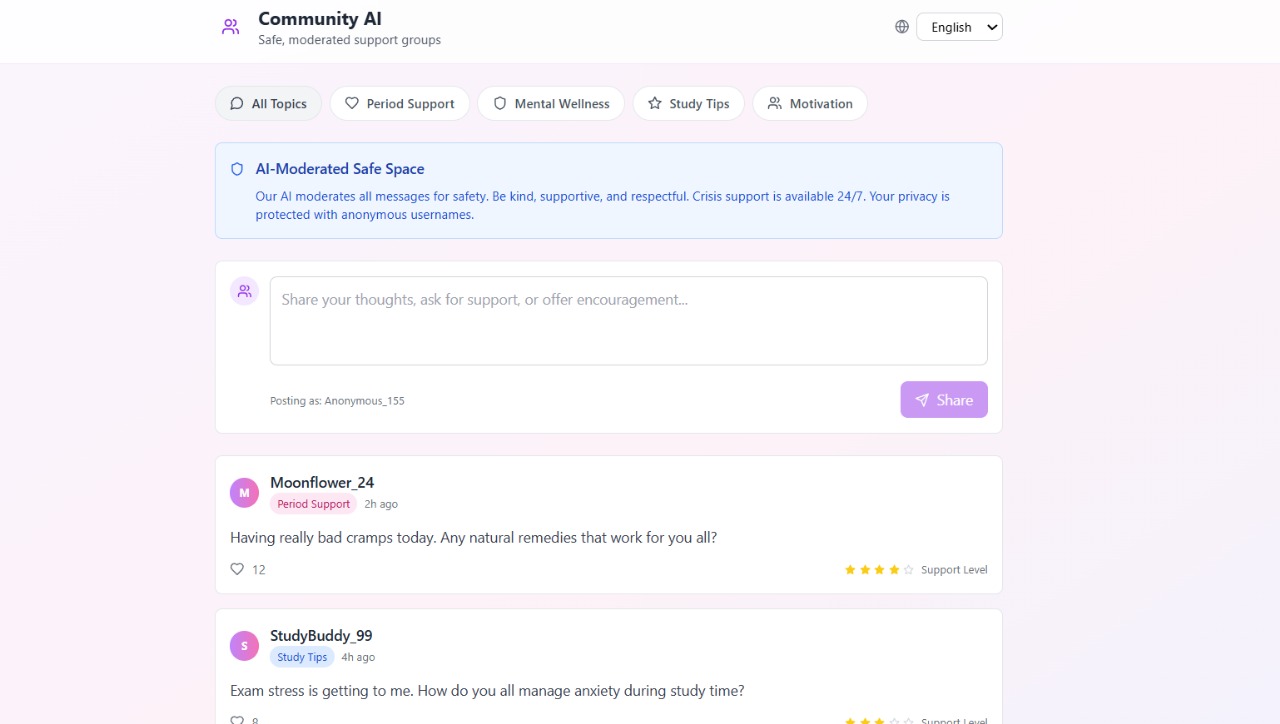 Community AI
Safe, moderated support groups
English
All Topics
Period Support
Mental Wellness
Study Tips
Motivation
AI-Moderated Safe Space
Our AI moderates all messages for safety. Be kind, supportive, and respectful. Crisis support is available 24/7. Your privacy is
protected with anonymous usernames.
Share your thoughts, ask for support, or offer encouragement...
Posting as: Anonymous_155
Share
M
Moonflower_24
Period Support 2h ago
Having really bad cramps today. Any natural remedies that work for you all?
12
Support Level
S
StudyBuddy_99
Study Tips 4h ago
Exam stress is getting to me. How do you all manage anxiety during study time?
8
Support Level